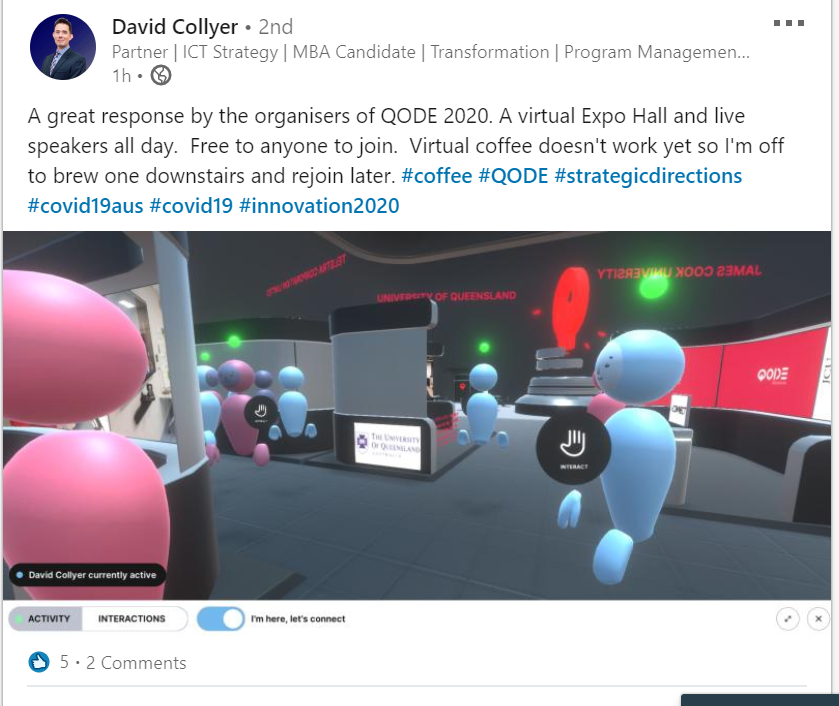 David Collyer • 2nd
Partner | ICT Strategy | MBA Candidate | Transformation | Program Managemen...
1h •
A great response by the organisers of QODE 2020. A virtual Expo Hall and live
speakers all day.  Free to anyone to join.  Virtual coffee doesn't work yet so I'm off
to brew one downstairs and rejoin later. #coffee #QODE #strategicdirections
#covid19aus #covid19 #innovation2020
TELSTRA CORPORATION LIMITED
UNIVERSITY OF QUEENSLAND
JAMES COOK UNIVERSITY
QODE
JCU
THE UNIVERSITY
OF QUEENSLAND
AUSTRALIA
INTERACT
David Collyer currently active
ACTIVITY
INTERACTIONS
I'm here, let's connect
5 • 2 Comments